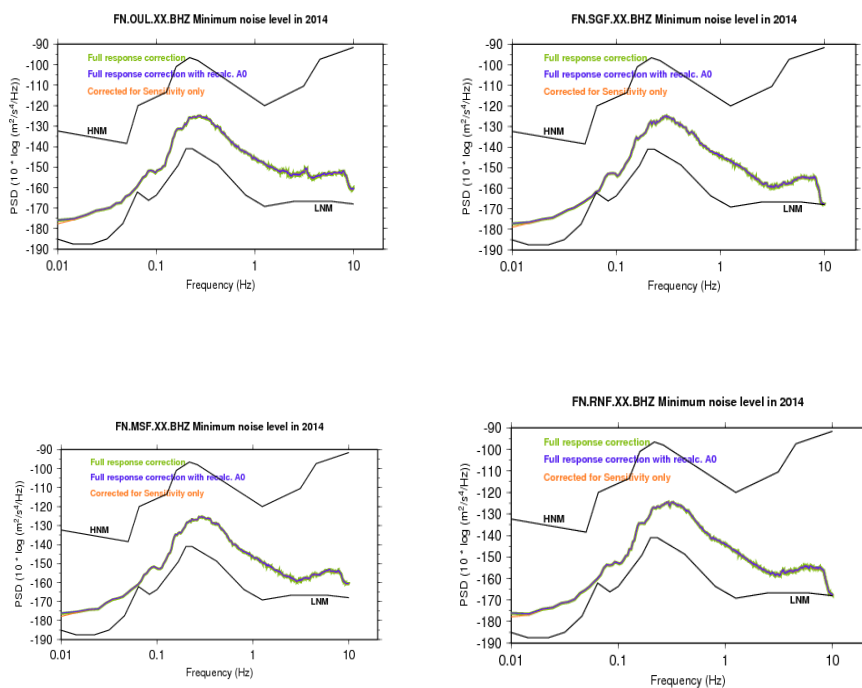 FN.OUL.XX.BHZ Minimum noise level in 2014
-90
-100
-110
-120
-130
-140
-150
-160
-170
-180
-190
PSD (10 * log (m²/s⁴/Hz))
Full response correction
Full response correction with recalc. A0
Corrected for Sensitivity only
HNM
LNM
0.01 0.1 1 10
Frequency (Hz)
FN.SGF.XX.BHZ Minimum noise level in 2014
-90
-100
-110
-120
-130
-140
-150
-160
-170
-180
-190
PSD (10 * log (m²/s⁴/Hz))
Full response correction
Full response correction with recalc. A0
Corrected for Sensitivity only
HNM
LNM
0.01 0.1 1 10
Frequency (Hz)
FN.MSF.XX.BHZ Minimum noise level in 2014
-90
-100
-110
-120
-130
-140
-150
-160
-170
-180
-190
PSD (10 * log (m²/s⁴/Hz))
Full response correction
Full response correction with recalc. A0
Corrected for Sensitivity only
HNM
LNM
0.01 0.1 1 10
Frequency (Hz)
FN.RNF.XX.BHZ Minimum noise level in 2014
-90
-100
-110
-120
-130
-140
-150
-160
-170
-180
-190
PSD (10 * log (m²/s⁴/Hz))
Full response correction
Full response correction with recalc. A0
Corrected for Sensitivity only
HNM
LNM
0.01 0.1 1 10
Frequency (Hz)